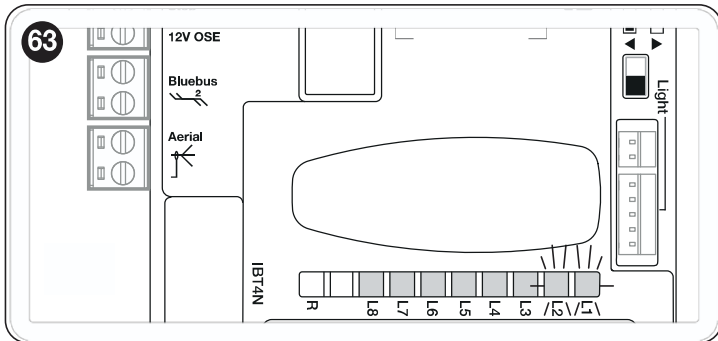 63
12V OSE
Bluebus
2
Aerial
Light
IBT4N
R L8 L7 L6 L5 L4 L3 L2 L1